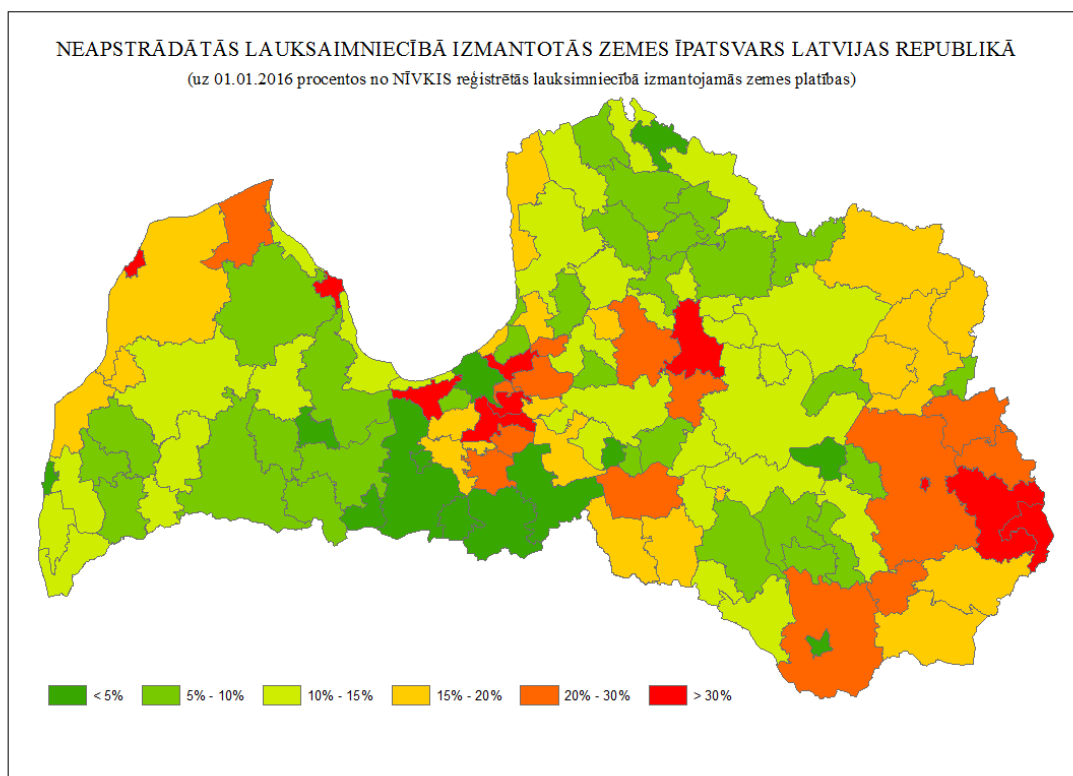 NEAPSTRĀDĀTĀS LAUKSAIMNIECĪBĀ IZMANTOTĀS ZEMES ĪPATSVARS LATVIJAS REPUBLIKĀ
(uz 01.01.2016 procentos no NĪVKIS reģistrētās lauksimniecībā izmantojamās zemes platības)
< 5% 5% - 10% 10% - 15% 15% - 20% 20% - 30% > 30%